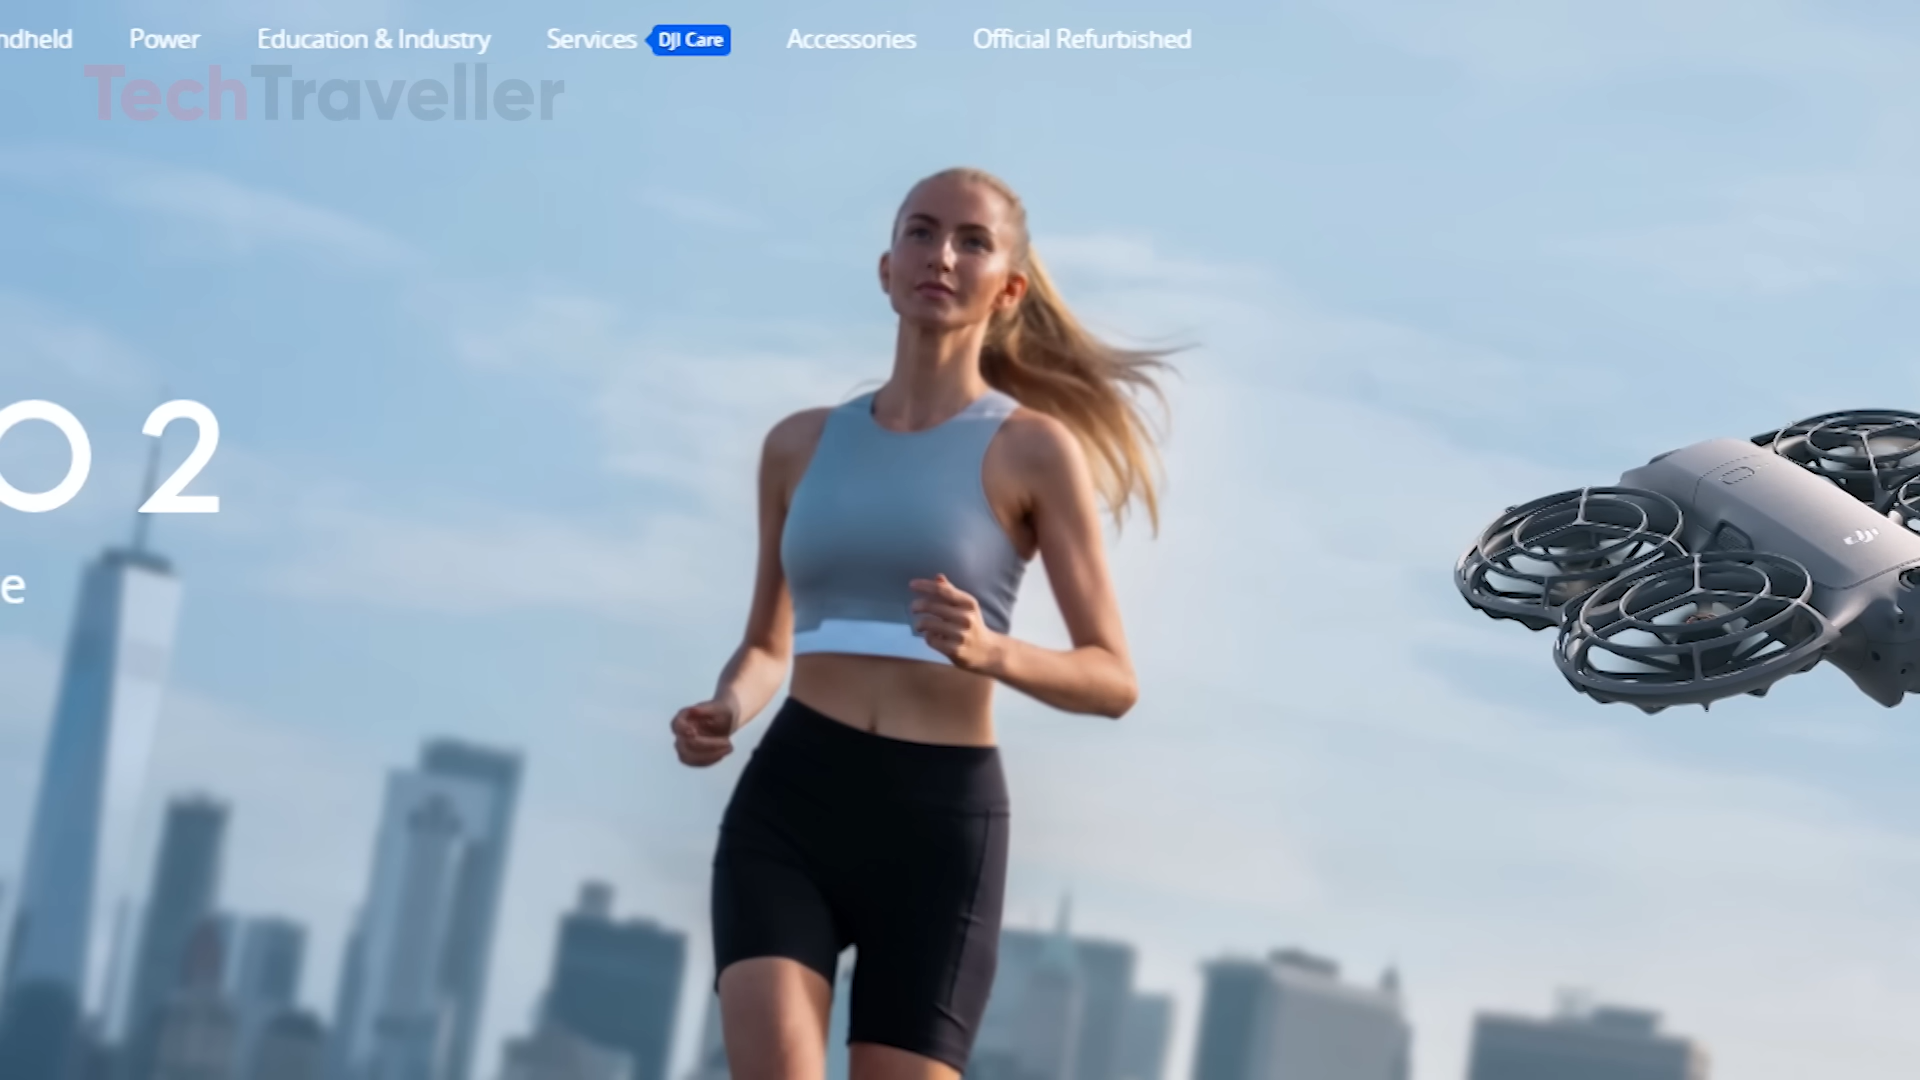 ndheld Power Education & Industry Services DJI Care Accessories Official Refurbished
TechTraveller
O 2
e
dji